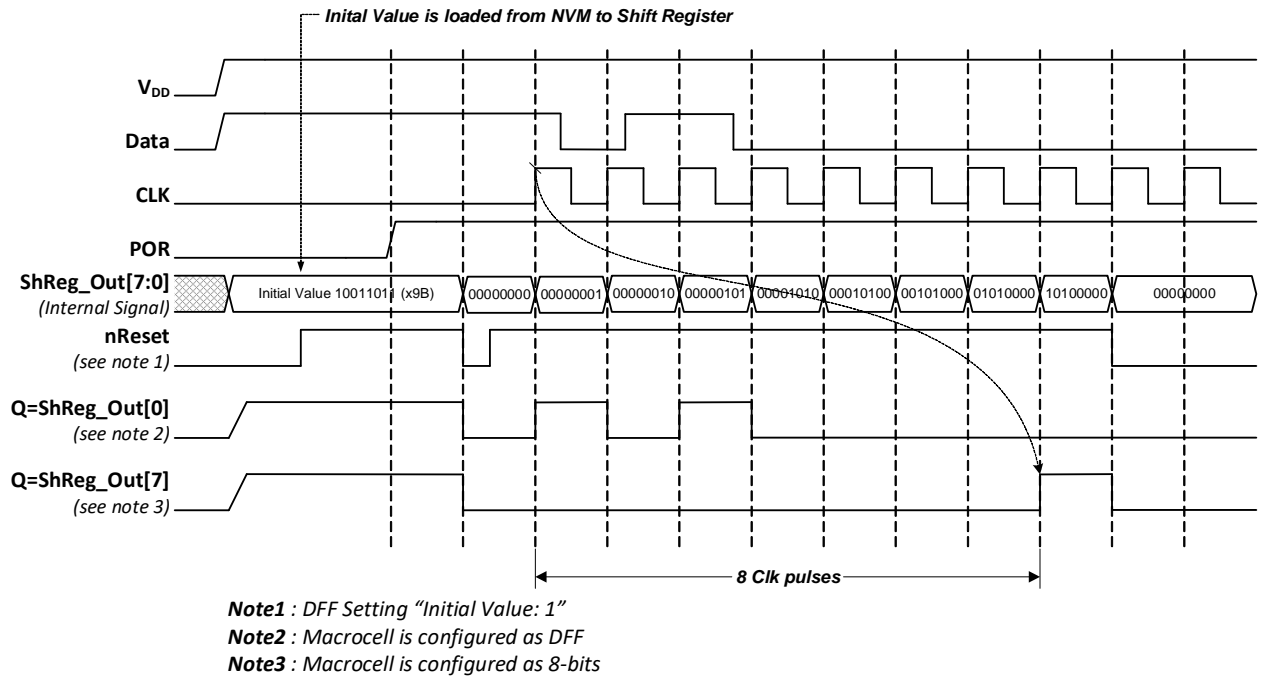 Inital Value is loaded from NVM to Shift Register
VDD
Data
CLK
POR
ShReg_Out[7:0]
(Internal Signal)
Initial Value 10011011 (x9B) 00000000 00000001 00000010 00000101 00001010 00010100 00101000 01010000 10100000 00000000
nReset
(see note 1)
Q=ShReg_Out[0]
(see note 2)
Q=ShReg_Out[7]
(see note 3)
8 Clk pulses
Note1 : DFF Setting “Initial Value: 1”
Note2 : Macrocell is configured as DFF
Note3 : Macrocell is configured as 8-bits